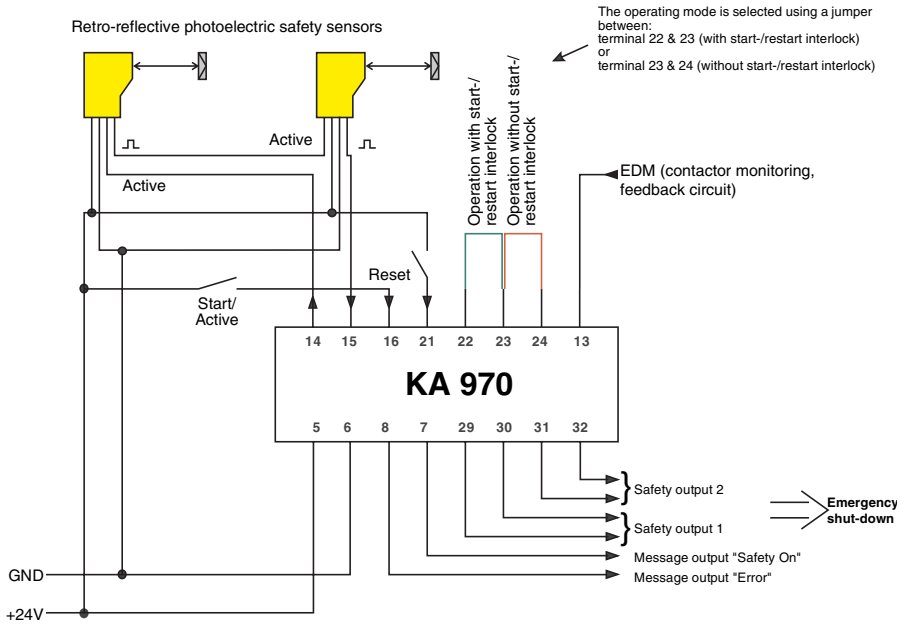 Retro-reflective photoelectric safety sensors
The operating mode is selected using a jumper
between:
terminal 22 & 23 (with start-/restart interlock)
or
terminal 23 & 24 (without start-/restart interlock)
Active
Active
Operation with start-/
restart interlock
Operation without start-/
restart interlock
EDM (contactor monitoring,
feedback circuit)
Reset
Start/
Active
14 15 16 21 22 23 24 13
KA 970
5 6 8 7 29 30 31 32
Safety output 2
Safety output 1
Emergency
shut-down
Message output "Safety On"
Message output "Error"
GND
+24V